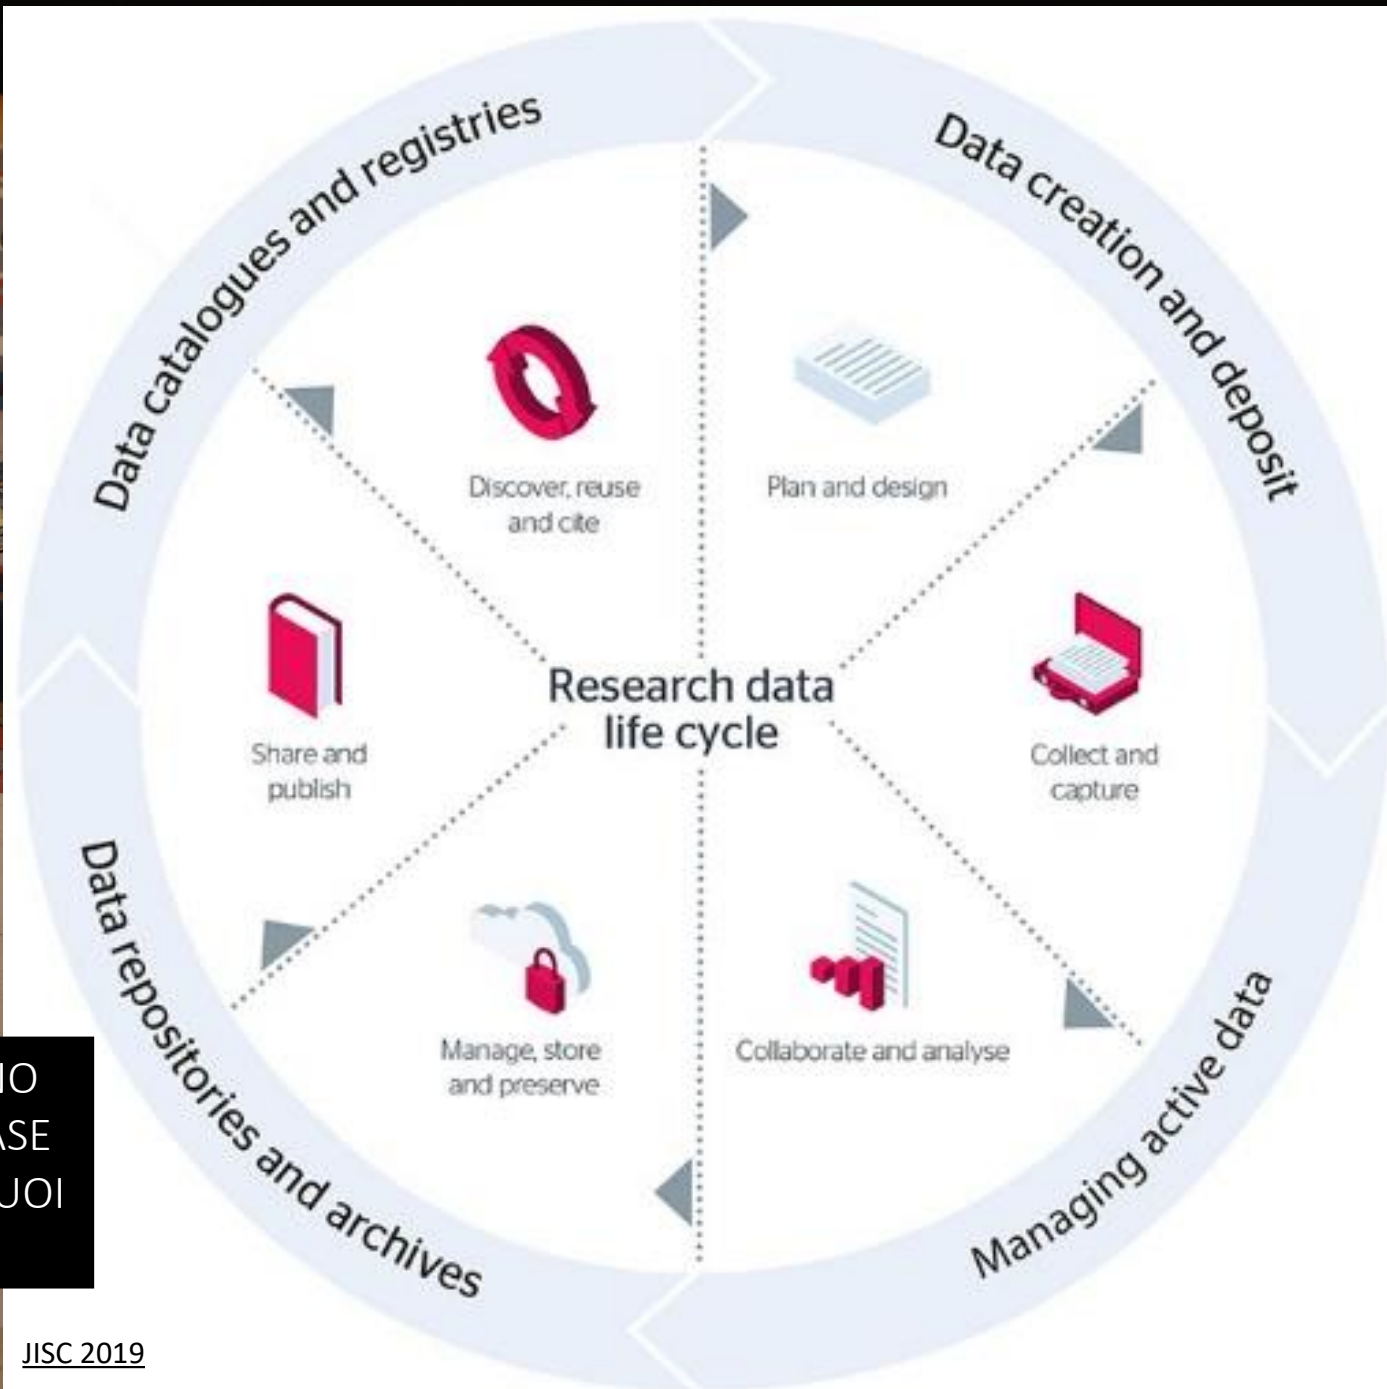 Data catalogues and registries
Data creation and deposit
Discover, reuse
and cite
Plan and design
Share and
publish
Research data
life cycle
Collect and
capture
Manage, store
and preserve
Collaborate and analyse
Data repositories and archives
Managing active data
JISC 2019